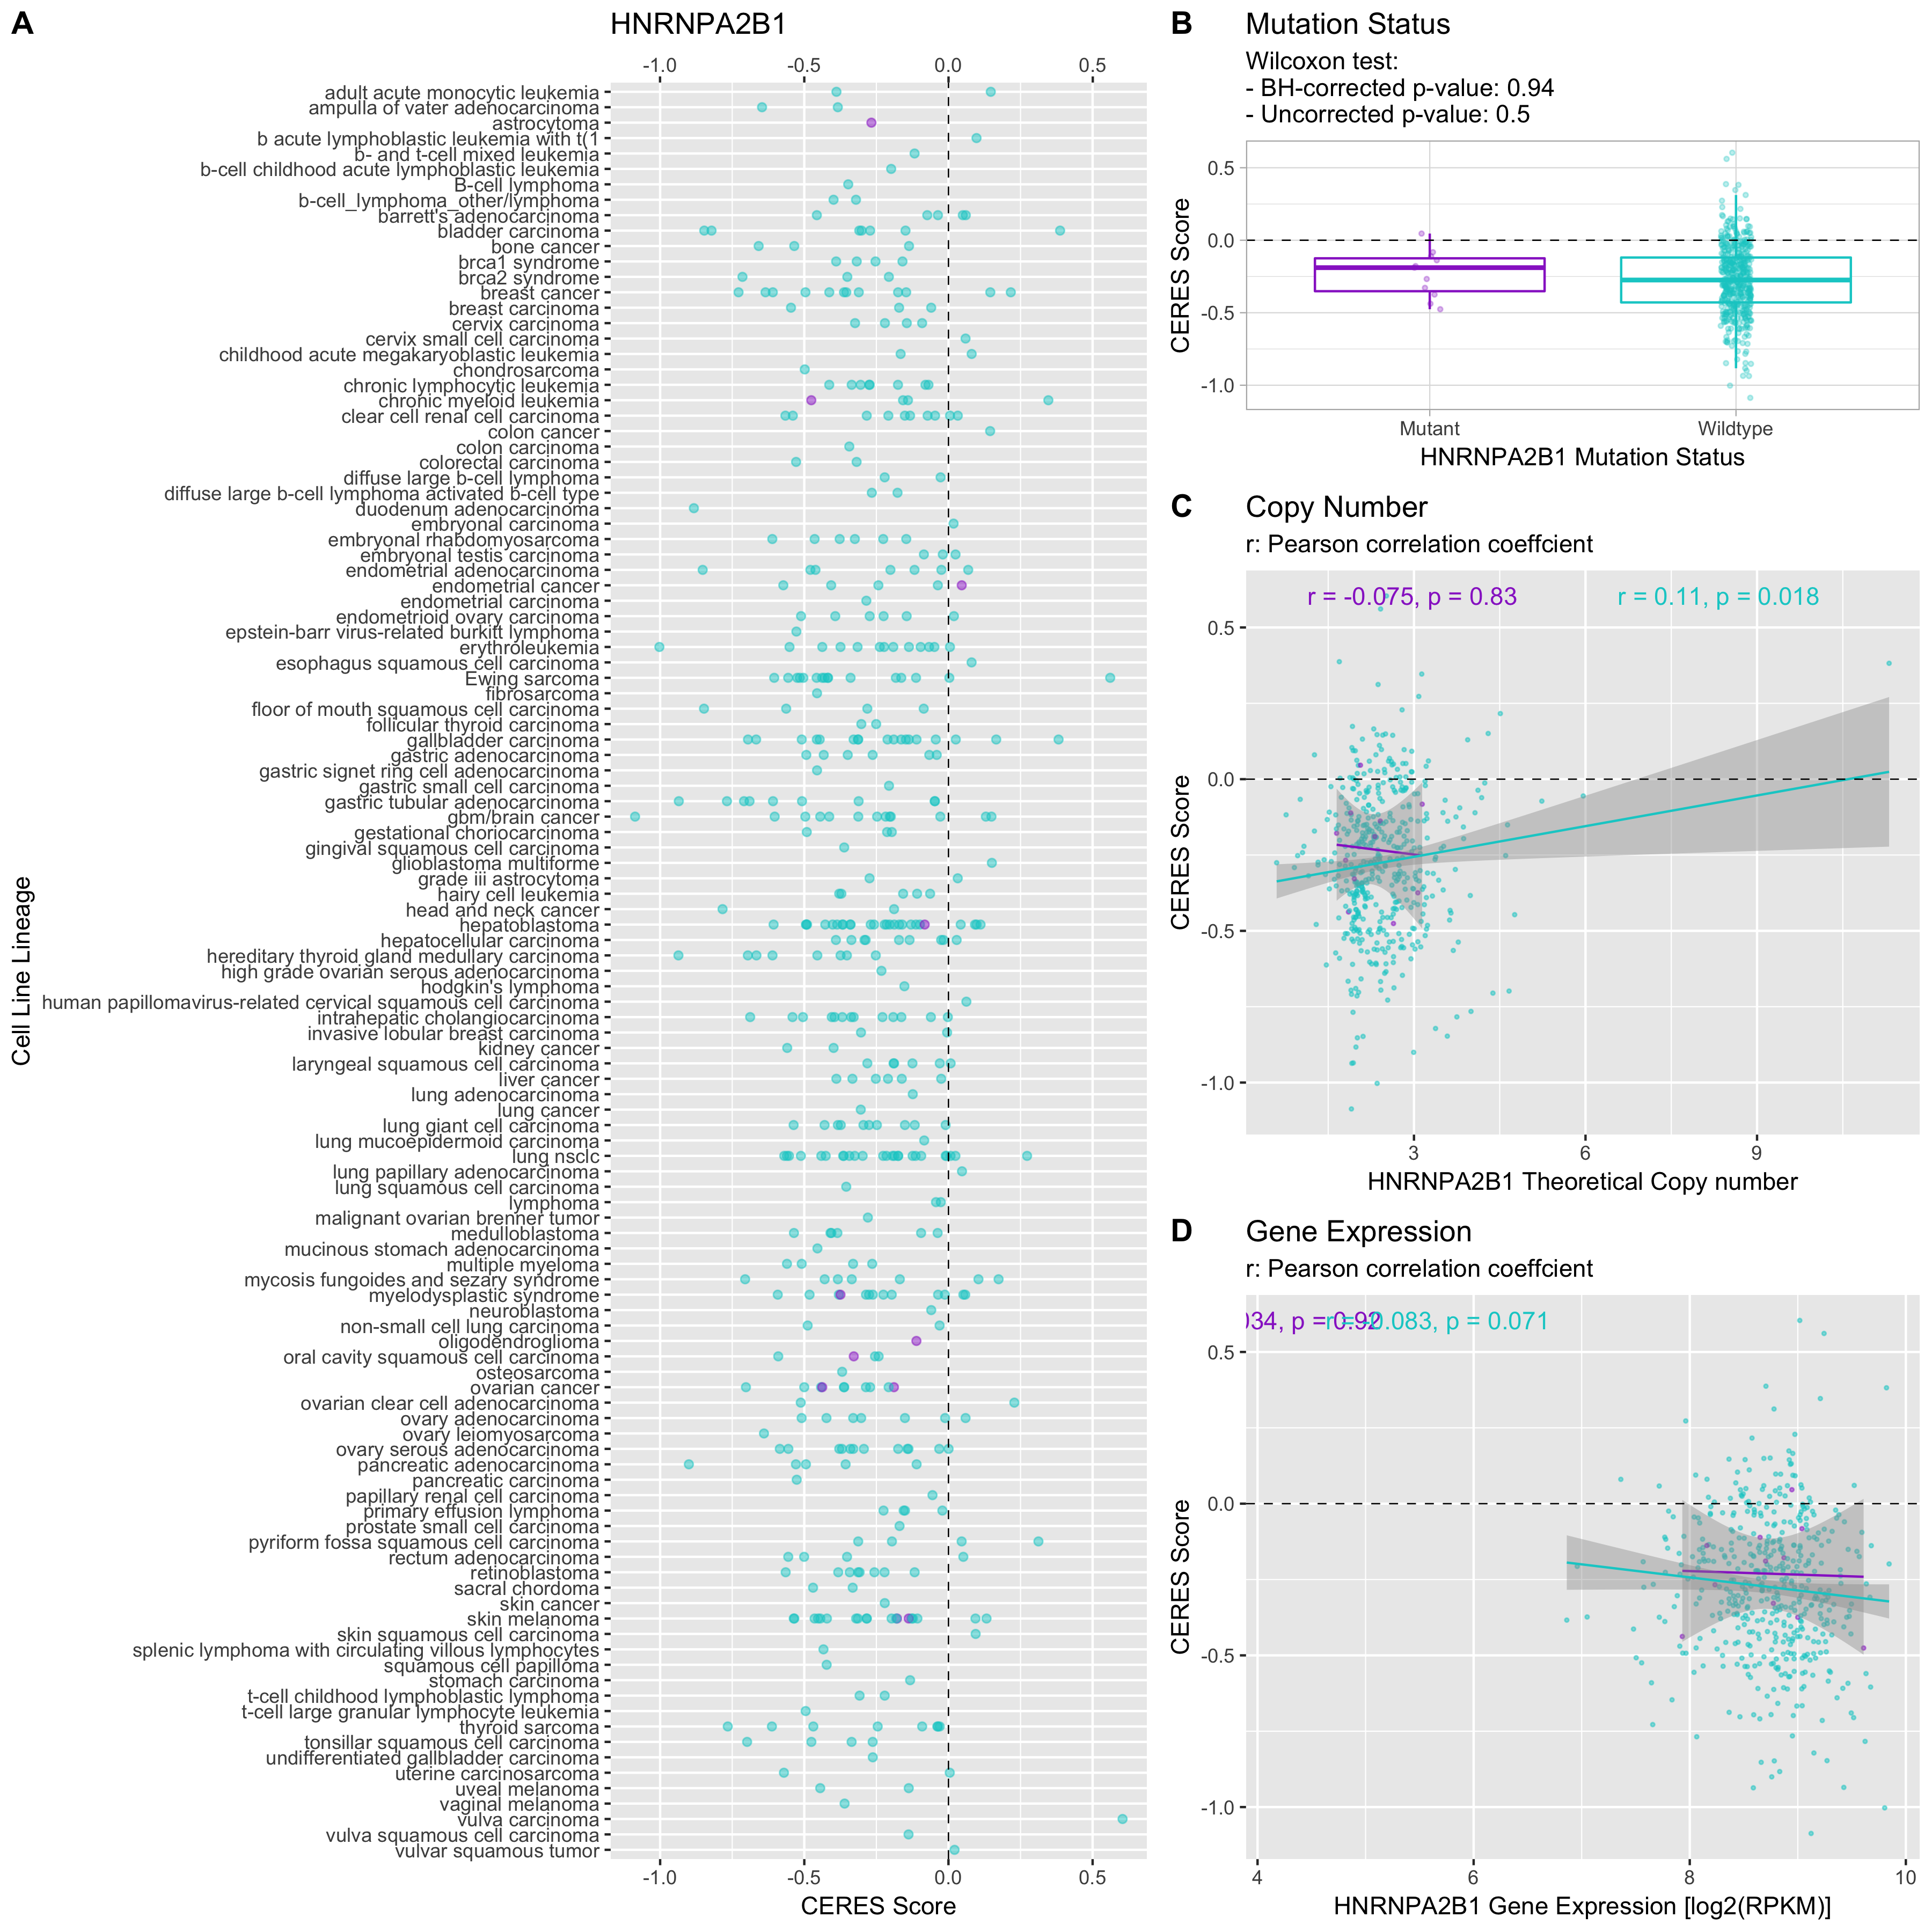 A
HNRNPA2B1
-1.0 -0.5 0.0 0.5
Cell Line Lineage
adult acute monocytic leukemia
ampulla of vater adenocarcinoma
astrocytoma
b acute lymphoblastic leukemia with t(1
b- and t-cell mixed leukemia
b-cell childhood acute lymphoblastic leukemia
B-cell lymphoma
b-cell_lymphoma_other/lymphoma
barrett's adenocarcinoma
bladder carcinoma
bone cancer
brca1 syndrome
brca2 syndrome
breast cancer
breast carcinoma
cervix carcinoma
cervix small cell carcinoma
childhood acute megakaryoblastic leukemia
chondrosarcoma
chronic lymphocytic leukemia
chronic myeloid leukemia
clear cell renal cell carcinoma
colon cancer
colon carcinoma
colorectal carcinoma
diffuse large b-cell lymphoma
diffuse large b-cell lymphoma activated b-cell type
duodenum adenocarcinoma
embryonal carcinoma
embryonal rhabdomyosarcoma
embryonal testis carcinoma
endometrial adenocarcinoma
endometrial cancer
endometrial carcinoma
endometrioid ovary carcinoma
epstein-barr virus-related burkitt lymphoma
erythroleukemia
esophagus squamous cell carcinoma
Ewing sarcoma
fibrosarcoma
floor of mouth squamous cell carcinoma
follicular thyroid carcinoma
gallbladder carcinoma
gastric adenocarcinoma
gastric signet ring cell adenocarcinoma
gastric small cell carcinoma
gastric tubular adenocarcinoma
gbm/brain cancer
gestational choriocarcinoma
gingival squamous cell carcinoma
glioblastoma multiforme
grade iii astrocytoma
hairy cell leukemia
head and neck cancer
hepatoblastoma
hepatocellular carcinoma
hereditary thyroid gland medullary carcinoma
high grade ovarian serous adenocarcinoma
hodgkin's lymphoma
human papillomavirus-related cervical squamous cell carcinoma
intrahepatic cholangiocarcinoma
invasive lobular breast carcinoma
kidney cancer
laryngeal squamous cell carcinoma
liver cancer
lung adenocarcinoma
lung cancer
lung giant cell carcinoma
lung mucoepidermoid carcinoma
lung nsclc
lung papillary adenocarcinoma
lung squamous cell carcinoma
lymphoma
malignant ovarian brenner tumor
medulloblastoma
mucinous stomach adenocarcinoma
multiple myeloma
mycosis fungoides and sezary syndrome
myelodysplastic syndrome
neuroblastoma
non-small cell lung carcinoma
oligodendroglioma
oral cavity squamous cell carcinoma
osteosarcoma
ovarian cancer
ovarian clear cell adenocarcinoma
ovary adenocarcinoma
ovary leiomyosarcoma
ovary serous adenocarcinoma
pancreatic adenocarcinoma
pancreatic carcinoma
papillary renal cell carcinoma
primary effusion lymphoma
prostate small cell carcinoma
pyriform fossa squamous cell carcinoma
rectum adenocarcinoma
retinoblastoma
sacral chordoma
skin cancer
skin melanoma
skin squamous cell carcinoma
splenic lymphoma with circulating villous lymphocytes
squamous cell papilloma
stomach carcinoma
t-cell childhood lymphoblastic lymphoma
t-cell large granular lymphocyte leukemia
thyroid sarcoma
tonsillar squamous cell carcinoma
undifferentiated gallbladder carcinoma
uterine carcinosarcoma
uveal melanoma
vaginal melanoma
vulva carcinoma
vulva squamous cell carcinoma
vulvar squamous tumor
-1.0 -0.5 0.0 0.5
CERES Score
B
Mutation Status
Wilcoxon test:
- BH-corrected p-value: 0.94
- Uncorrected p-value: 0.5
CERES Score
0.5
0.0
-0.5
-1.0
Mutant Wildtype
HNRNPA2B1 Mutation Status
C
Copy Number
r: Pearson correlation coeffcient
r = -0.075, p = 0.83 r = 0.11, p = 0.018
CERES Score
0.5
0.0
-0.5
-1.0
3 6 9
HNRNPA2B1 Theoretical Copy number
D
Gene Expression
r: Pearson correlation coeffcient
034, p = 0.92 r = -0.083, p = 0.071
CERES Score
0.5
0.0
-0.5
-1.0
4 6 8 10
HNRNPA2B1 Gene Expression [log2(RPKM)]